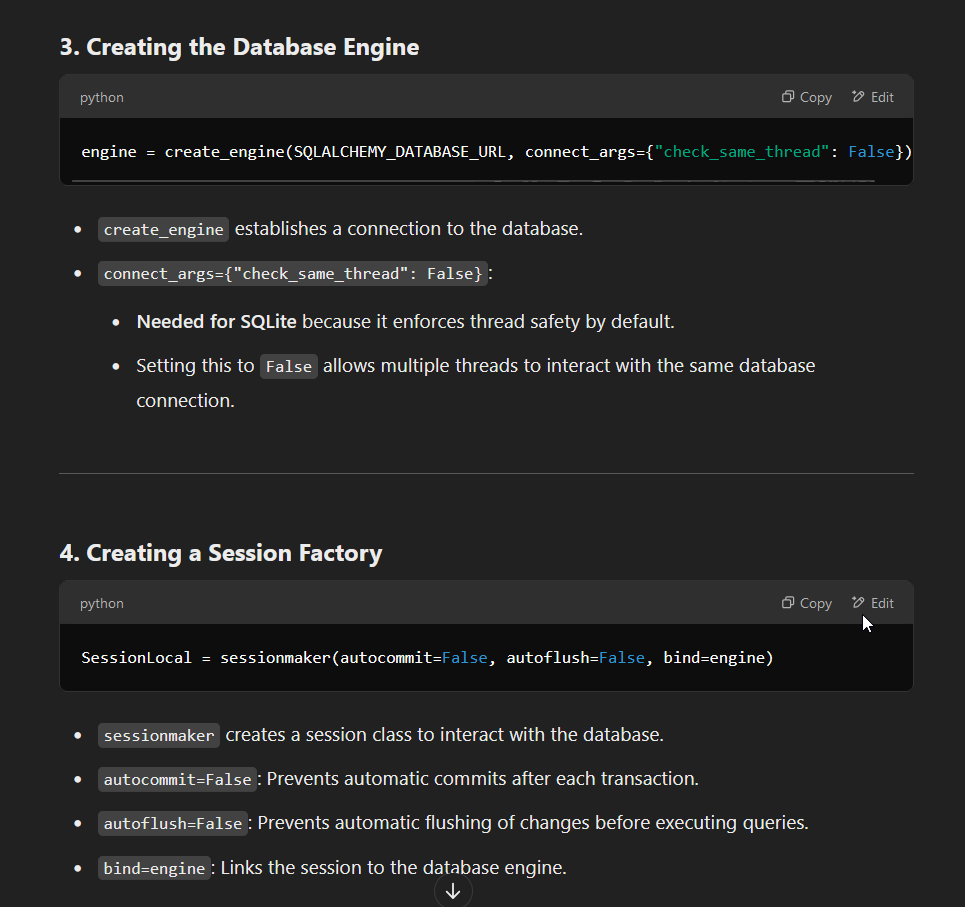 3. Creating the Database Engine
python
Copy
Edit
engine = create_engine(SQLALCHEMY_DATABASE_URL, connect_args={"check_same_thread": False})
• create_engine establishes a connection to the database.
• connect_args={"check_same_thread": False}:
• Needed for SQLite because it enforces thread safety by default.
• Setting this to False allows multiple threads to interact with the same database
connection.
4. Creating a Session Factory
python
Copy
Edit
SessionLocal = sessionmaker(autocommit=False, autoflush=False, bind=engine)
• sessionmaker creates a session class to interact with the database.
• autocommit=False: Prevents automatic commits after each transaction.
• autoflush=False: Prevents automatic flushing of changes before executing queries.
• bind=engine: Links the session to the database engine.